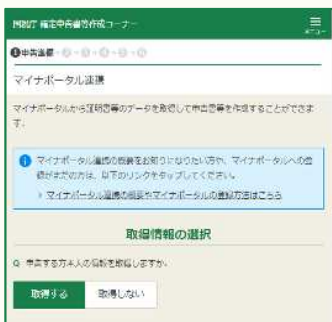 確定申告書等作成コーナー
メニュー
申告準備
マイナポータル連携
マイナポータルから証明書等のデータを取得して申告書等を作成することができま
す。
マイナポータル連携の概要をお知りになりたい方や、マイナポータルへの登
録がまだの方は、以下のリンクをタップしてください。
マイナポータル連携の概要やマイナポータルの登録方法はこちら
取得情報の選択
Q 申告する方本人の情報を取得しますか。
取得する 取得しない